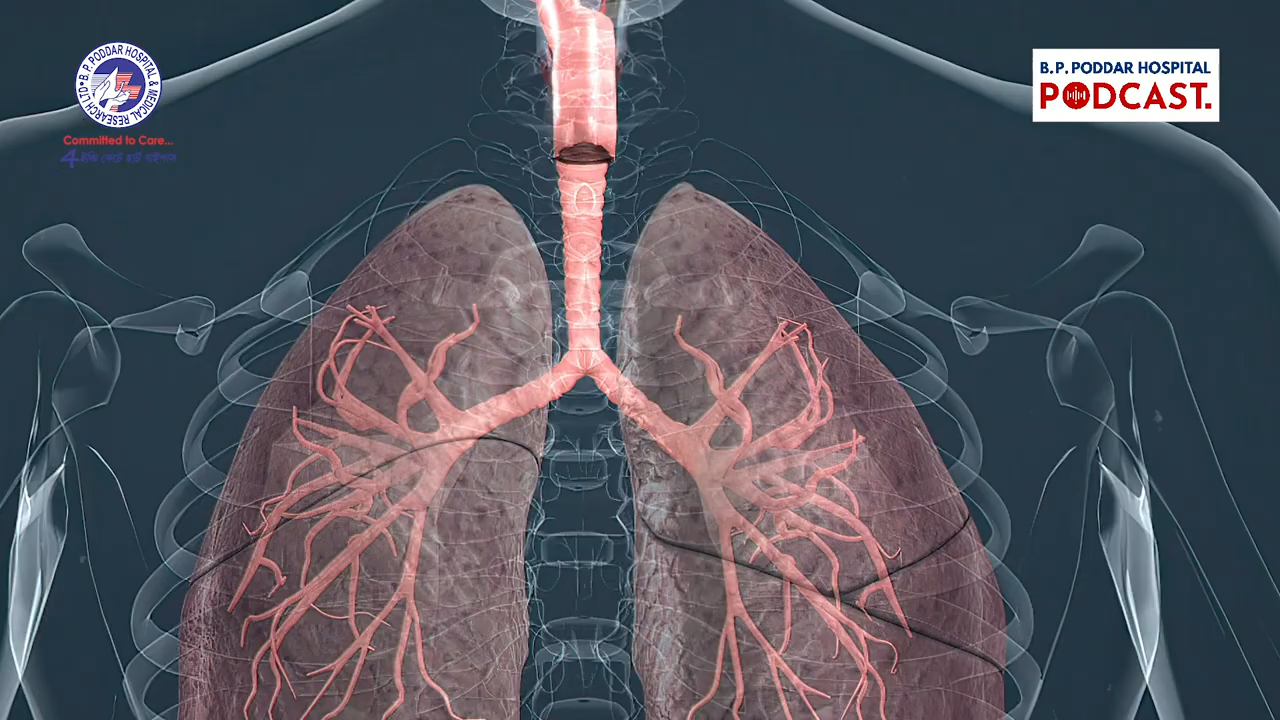 B. P. PODDAR HOSPITAL & MEDICAL RESEARCH LTD.
Committed to Care...
B. P. PODDAR HOSPITAL
PODCAST.